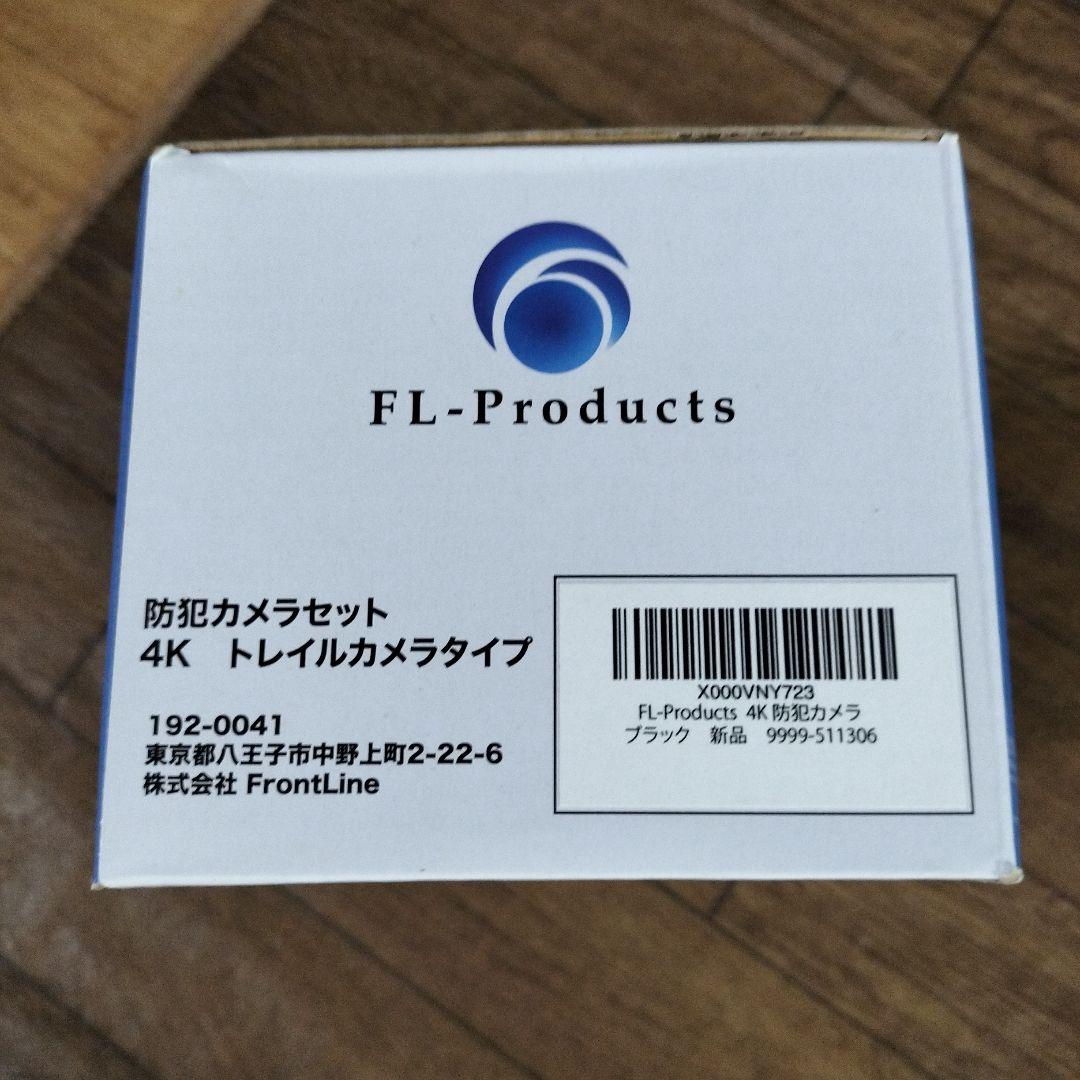 FL-Products
防犯カメラセット
4K　トレイルカメラタイプ
192-0041
東京都八王子市中野上町2-22-6
株式会社 FrontLine
X000VNY723
FL-Products 4K 防犯カメラ
ブラック　新品　9999-511306